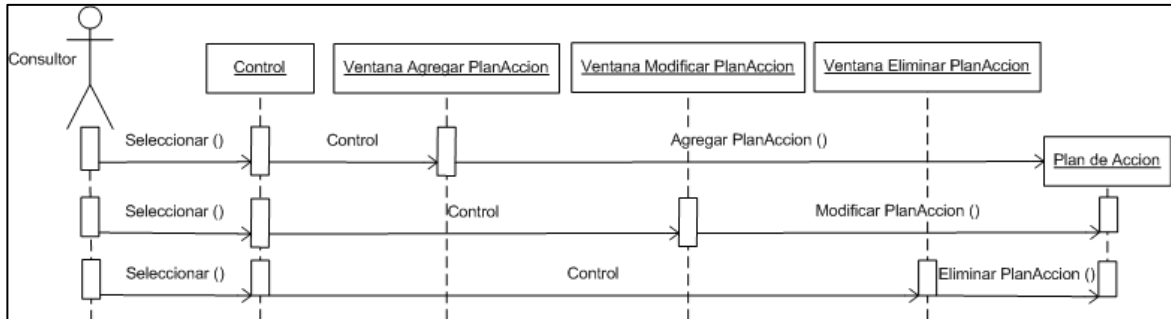 Consultor
Control
Ventana Agregar PlanAccion
Ventana Modificar PlanAccion
Ventana Eliminar PlanAccion
Seleccionar ()
Control
Agregar PlanAccion ()
Plan de Accion
Seleccionar ()
Control
Modificar PlanAccion ()
Seleccionar ()
Control
Eliminar PlanAccion ()